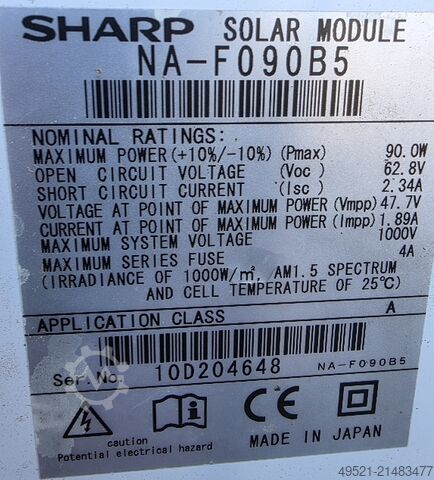 SHARP SOLAR MODULE
NA-F090B5
NOMINAL RATINGS:
MAXIMUM POWER(+10%/-10%) (Pmax) 90.0W
OPEN CIRCUIT VOLTAGE (Voc) 62.8V
SHORT CIRCUIT CURRENT (Isc) 2.34A
VOLTAGE AT POINT OF MAXIMUM POWER(Vmpp) 47.7V
CURRENT AT POINT OF MAXIMUM POWER(Impp) 1.89A
MAXIMUM SYSTEM VOLTAGE 1000V
MAXIMUM SERIES FUSE 4A
(IRRADIANCE OF 1000W/㎡, AM1.5 SPECTRUM
AND CELL TEMPERATURE OF 25℃)
APPLICATION CLASS A
Ser.No. 10D204648 NA-F090B5
caution
Potential electrical hazard
CE
MADE IN JAPAN
49521-21483477